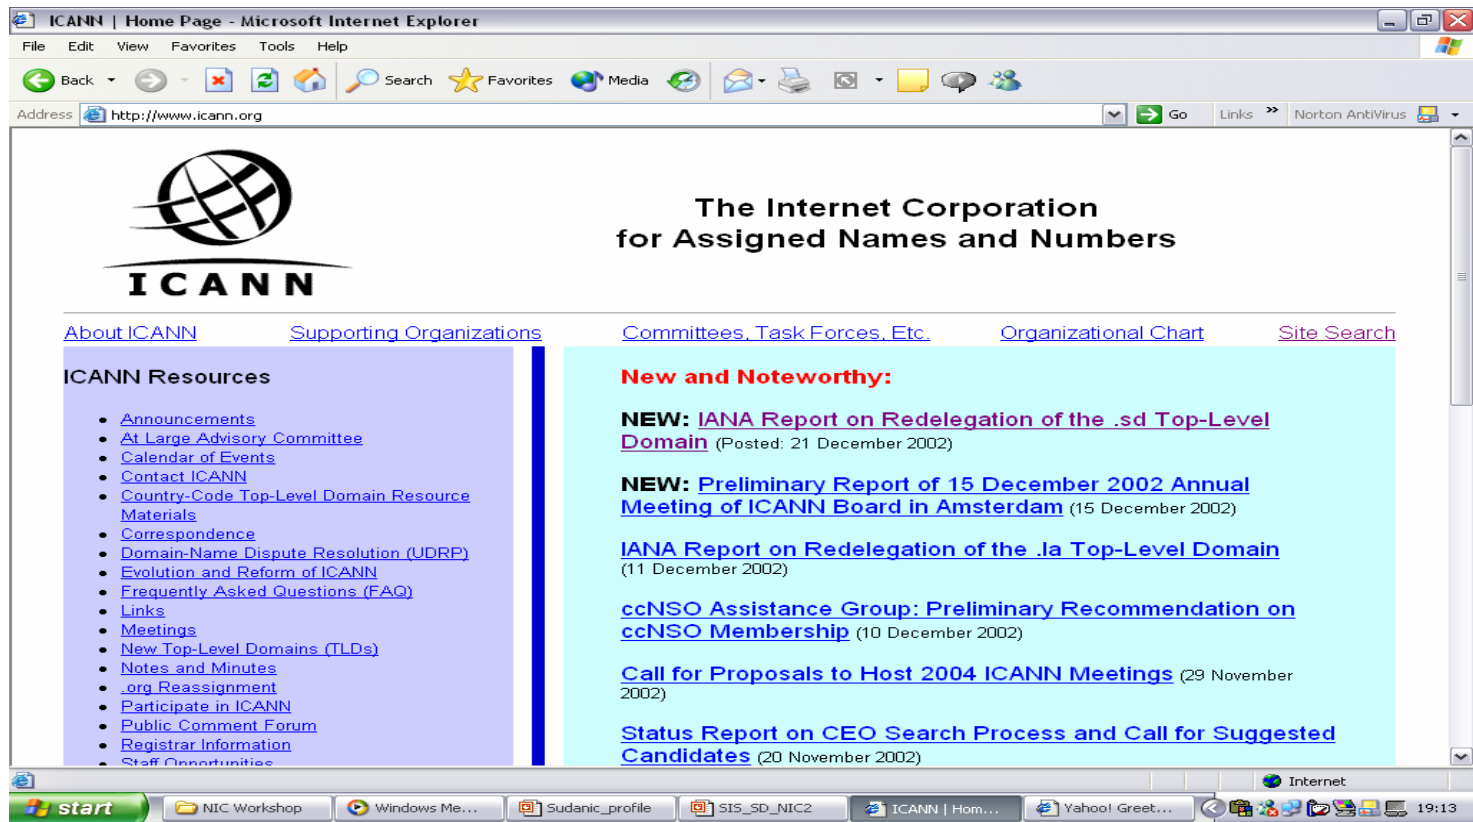 ICANN | Home Page - Microsoft Internet Explorer
File Edit View Favorites Tools Help
Back Search Favorites Media
Address http://www.icann.org Go Links Norton AntiVirus
ICANN
The Internet Corporation
for Assigned Names and Numbers
About ICANN Supporting Organizations Committees, Task Forces, Etc. Organizational Chart Site Search
ICANN Resources
Announcements
At Large Advisory Committee
Calendar of Events
Contact ICANN
Country-Code Top-Level Domain Resource
Materials
Correspondence
Domain-Name Dispute Resolution (UDRP)
Evolution and Reform of ICANN
Frequently Asked Questions (FAQ)
Links
Meetings
New Top-Level Domains (TLDs)
Notes and Minutes
.org Reassignment
Participate in ICANN
Public Comment Forum
Registrar Information
Staff Opportunities
New and Noteworthy:
NEW: IANA Report on Redelegation of the .sd Top-Level
Domain (Posted: 21 December 2002)
NEW: Preliminary Report of 15 December 2002 Annual
Meeting of ICANN Board in Amsterdam (15 December 2002)
IANA Report on Redelegation of the .la Top-Level Domain
(11 December 2002)
ccNSO Assistance Group: Preliminary Recommendation on
ccNSO Membership (10 December 2002)
Call for Proposals to Host 2004 ICANN Meetings (29 November
2002)
Status Report on CEO Search Process and Call for Suggested
Candidates (20 November 2002)
Internet
start NIC Workshop Windows Me... Sudanic_profile SIS_SD_NIC2 ICANN | Hom... Yahoo! Greet... 19:13